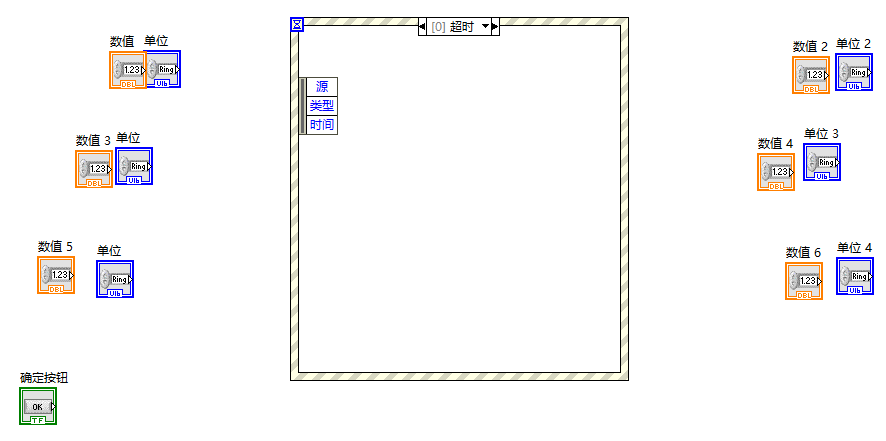 [0] 超时
数值 单位
1.23 Ring
DBL U16
源
类型
时间
数值 2 单位 2
1.23 Ring
DBL U16
数值 3 单位
1.23 Ring
DBL U16
数值 4 单位 3
1.23 Ring
DBL U16
数值 5 单位
1.23 Ring
DBL U16
数值 6 单位 4
1.23 Ring
DBL U16
确定按钮
OK
TF